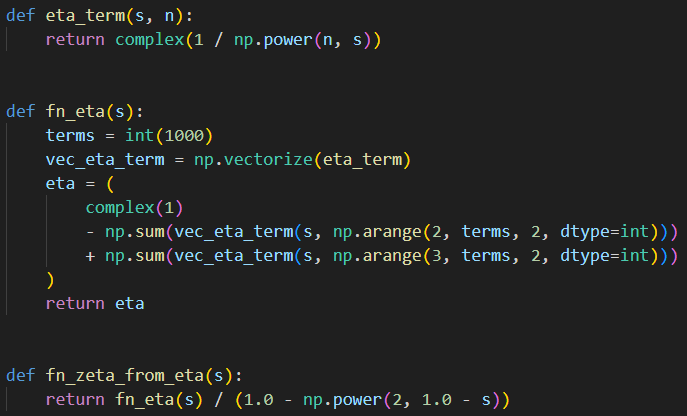 def eta_term(s, n):
    return complex(1 / np.power(n, s))
def fn_eta(s):
    terms = int(1000)
    vec_eta_term = np.vectorize(eta_term)
    eta = (
        complex(1)
        - np.sum(vec_eta_term(s, np.arange(2, terms, 2, dtype=int)))
        + np.sum(vec_eta_term(s, np.arange(3, terms, 2, dtype=int)))
    )
    return eta
def fn_zeta_from_eta(s):
    return fn_eta(s) / (1.0 - np.power(2, 1.0 - s))